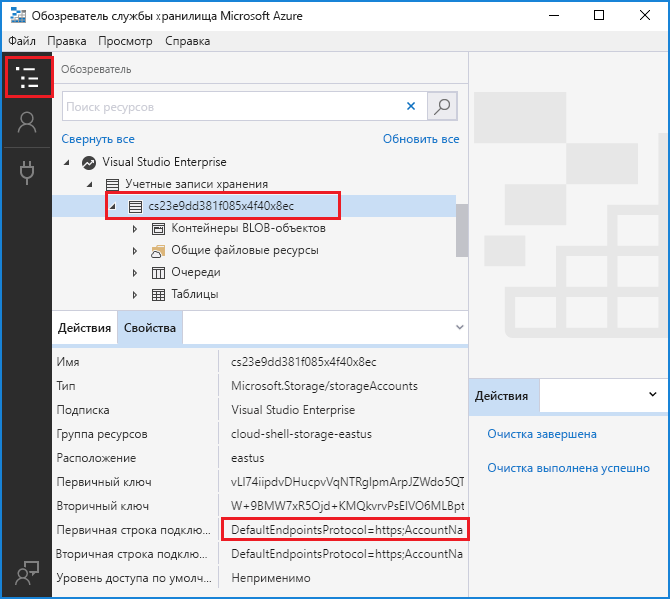 Обозреватель службы хранилища Microsoft Azure
Файл Правка Просмотр Справка
Обозреватель
Поиск ресурсов
Свернуть все Обновить все
Visual Studio Enterprise
Учетные записи хранения
cs23e9dd381f085x4f40x8ec
Контейнеры BLOB-объектов
Общие файловые ресурсы
Очереди
Таблицы
Действия Свойства
Имя cs23e9dd381f085x4f40x8ec
Тип Microsoft.Storage/storageAccounts
Подписка Visual Studio Enterprise
Группа ресурсов cloud-shell-storage-eastus
Расположение eastus
Первичный ключ vLI74iipdvDHucpvVqNTRgIpmArpJZWdo5QT
Вторичный ключ W+9BMW7xR5Ojd+KMQkvrvPsEIVO6MLBpt
Первичная строка подклю... DefaultEndpointsProtocol=https;AccountNa
Вторичная строка подклю... DefaultEndpointsProtocol=https;AccountNa
Уровень доступа по умолч... Неприменимо
Действия
Очистка завершена
Очистка выполнена успешно